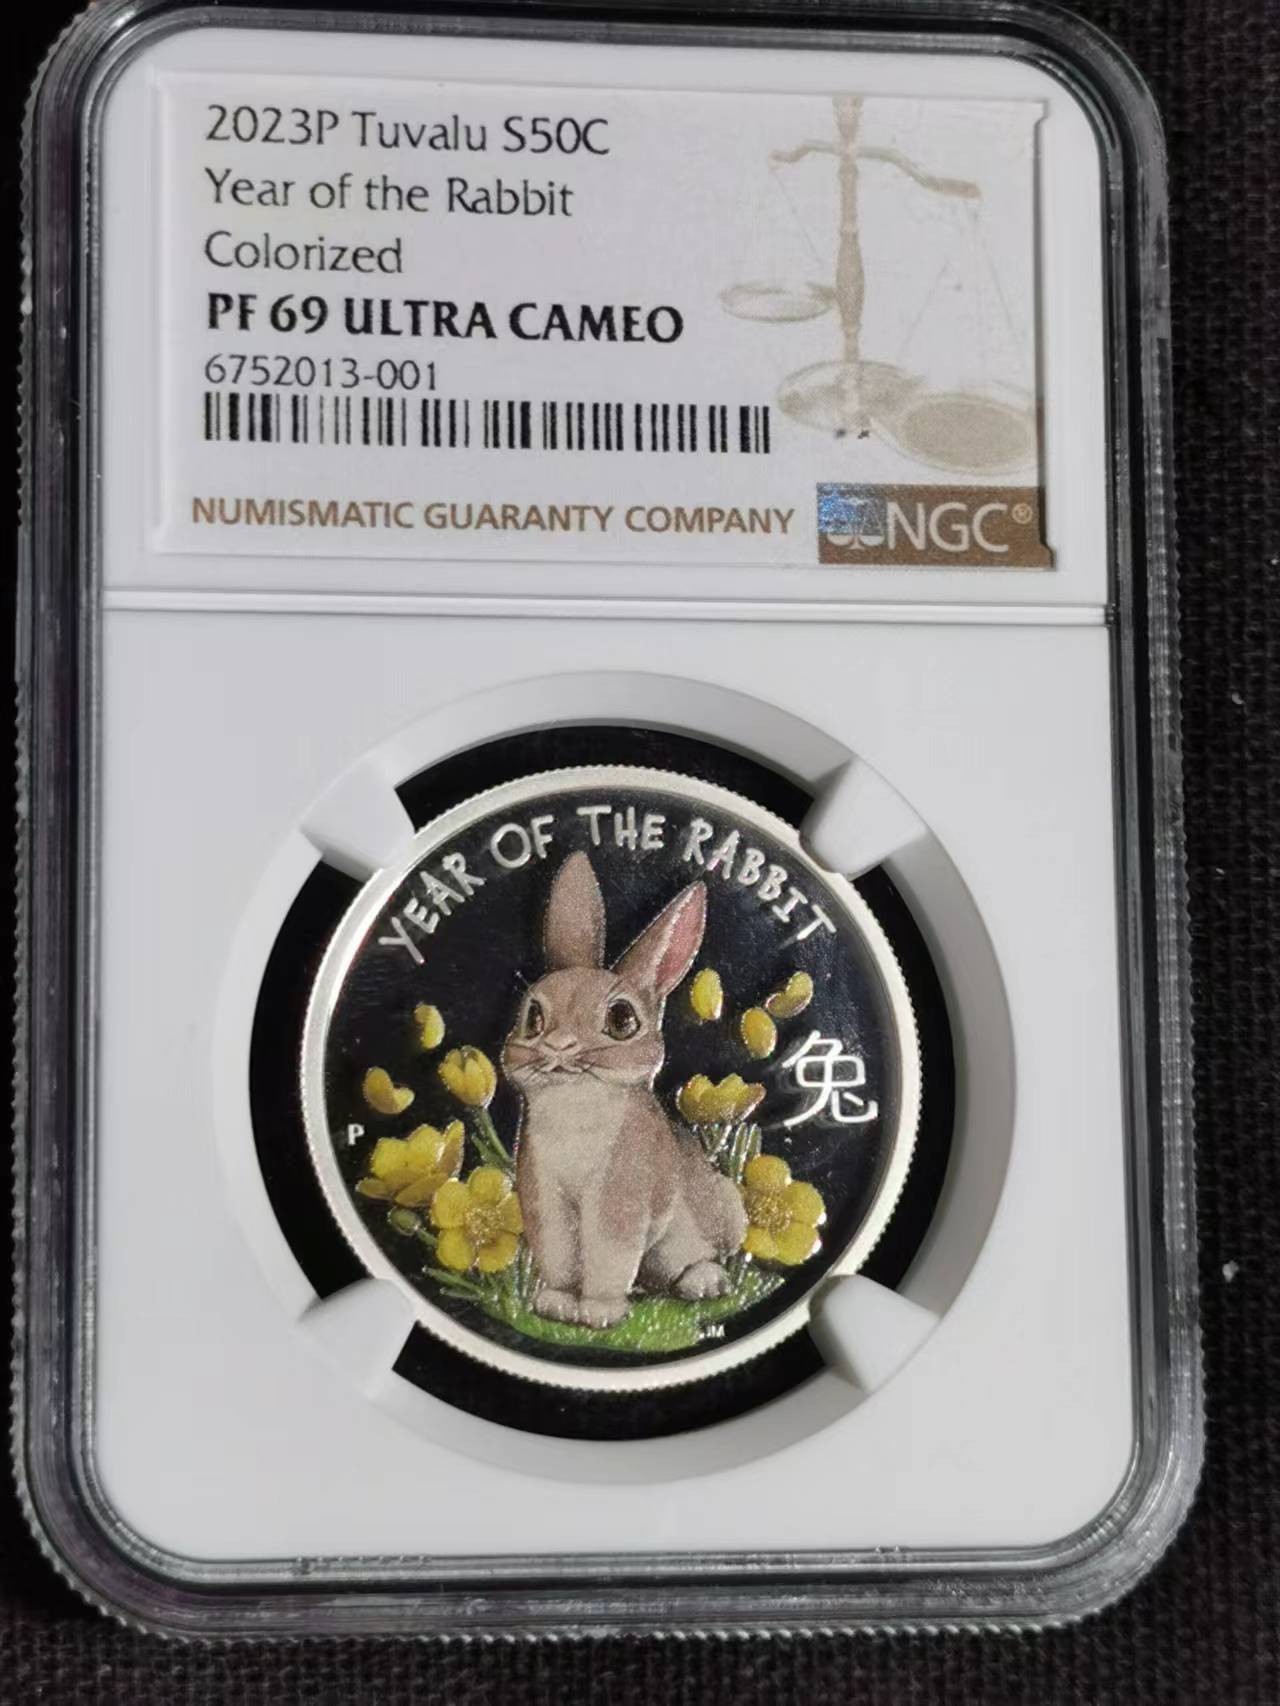 2023P Tuvalu S50C
Year of the Rabbit
Colorized
PF 69 ULTRA CAMEO
6752013-001
NUMISMATIC GUARANTY COMPANY
NGC®
YEAR OF THE RABBIT
兔
P
JM